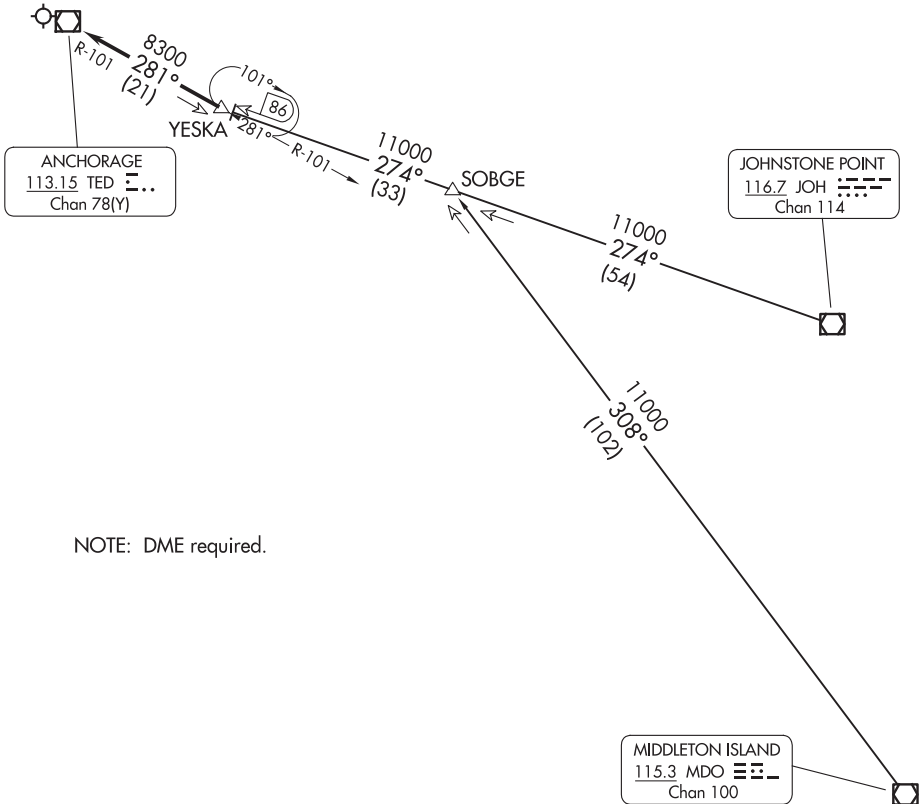 R-101
8300
281°
(21)
101°
86
YESKA
281°
R-101
11000
274°
(33)
SOBGE
ANCHORAGE
113.15 TED
Chan 78(Y)
JOHNSTONE POINT
116.7 JOH
Chan 114
11000
274°
(54)
11000
308°
(102)
NOTE: DME required.
MIDDLETON ISLAND
115.3 MDO
Chan 100